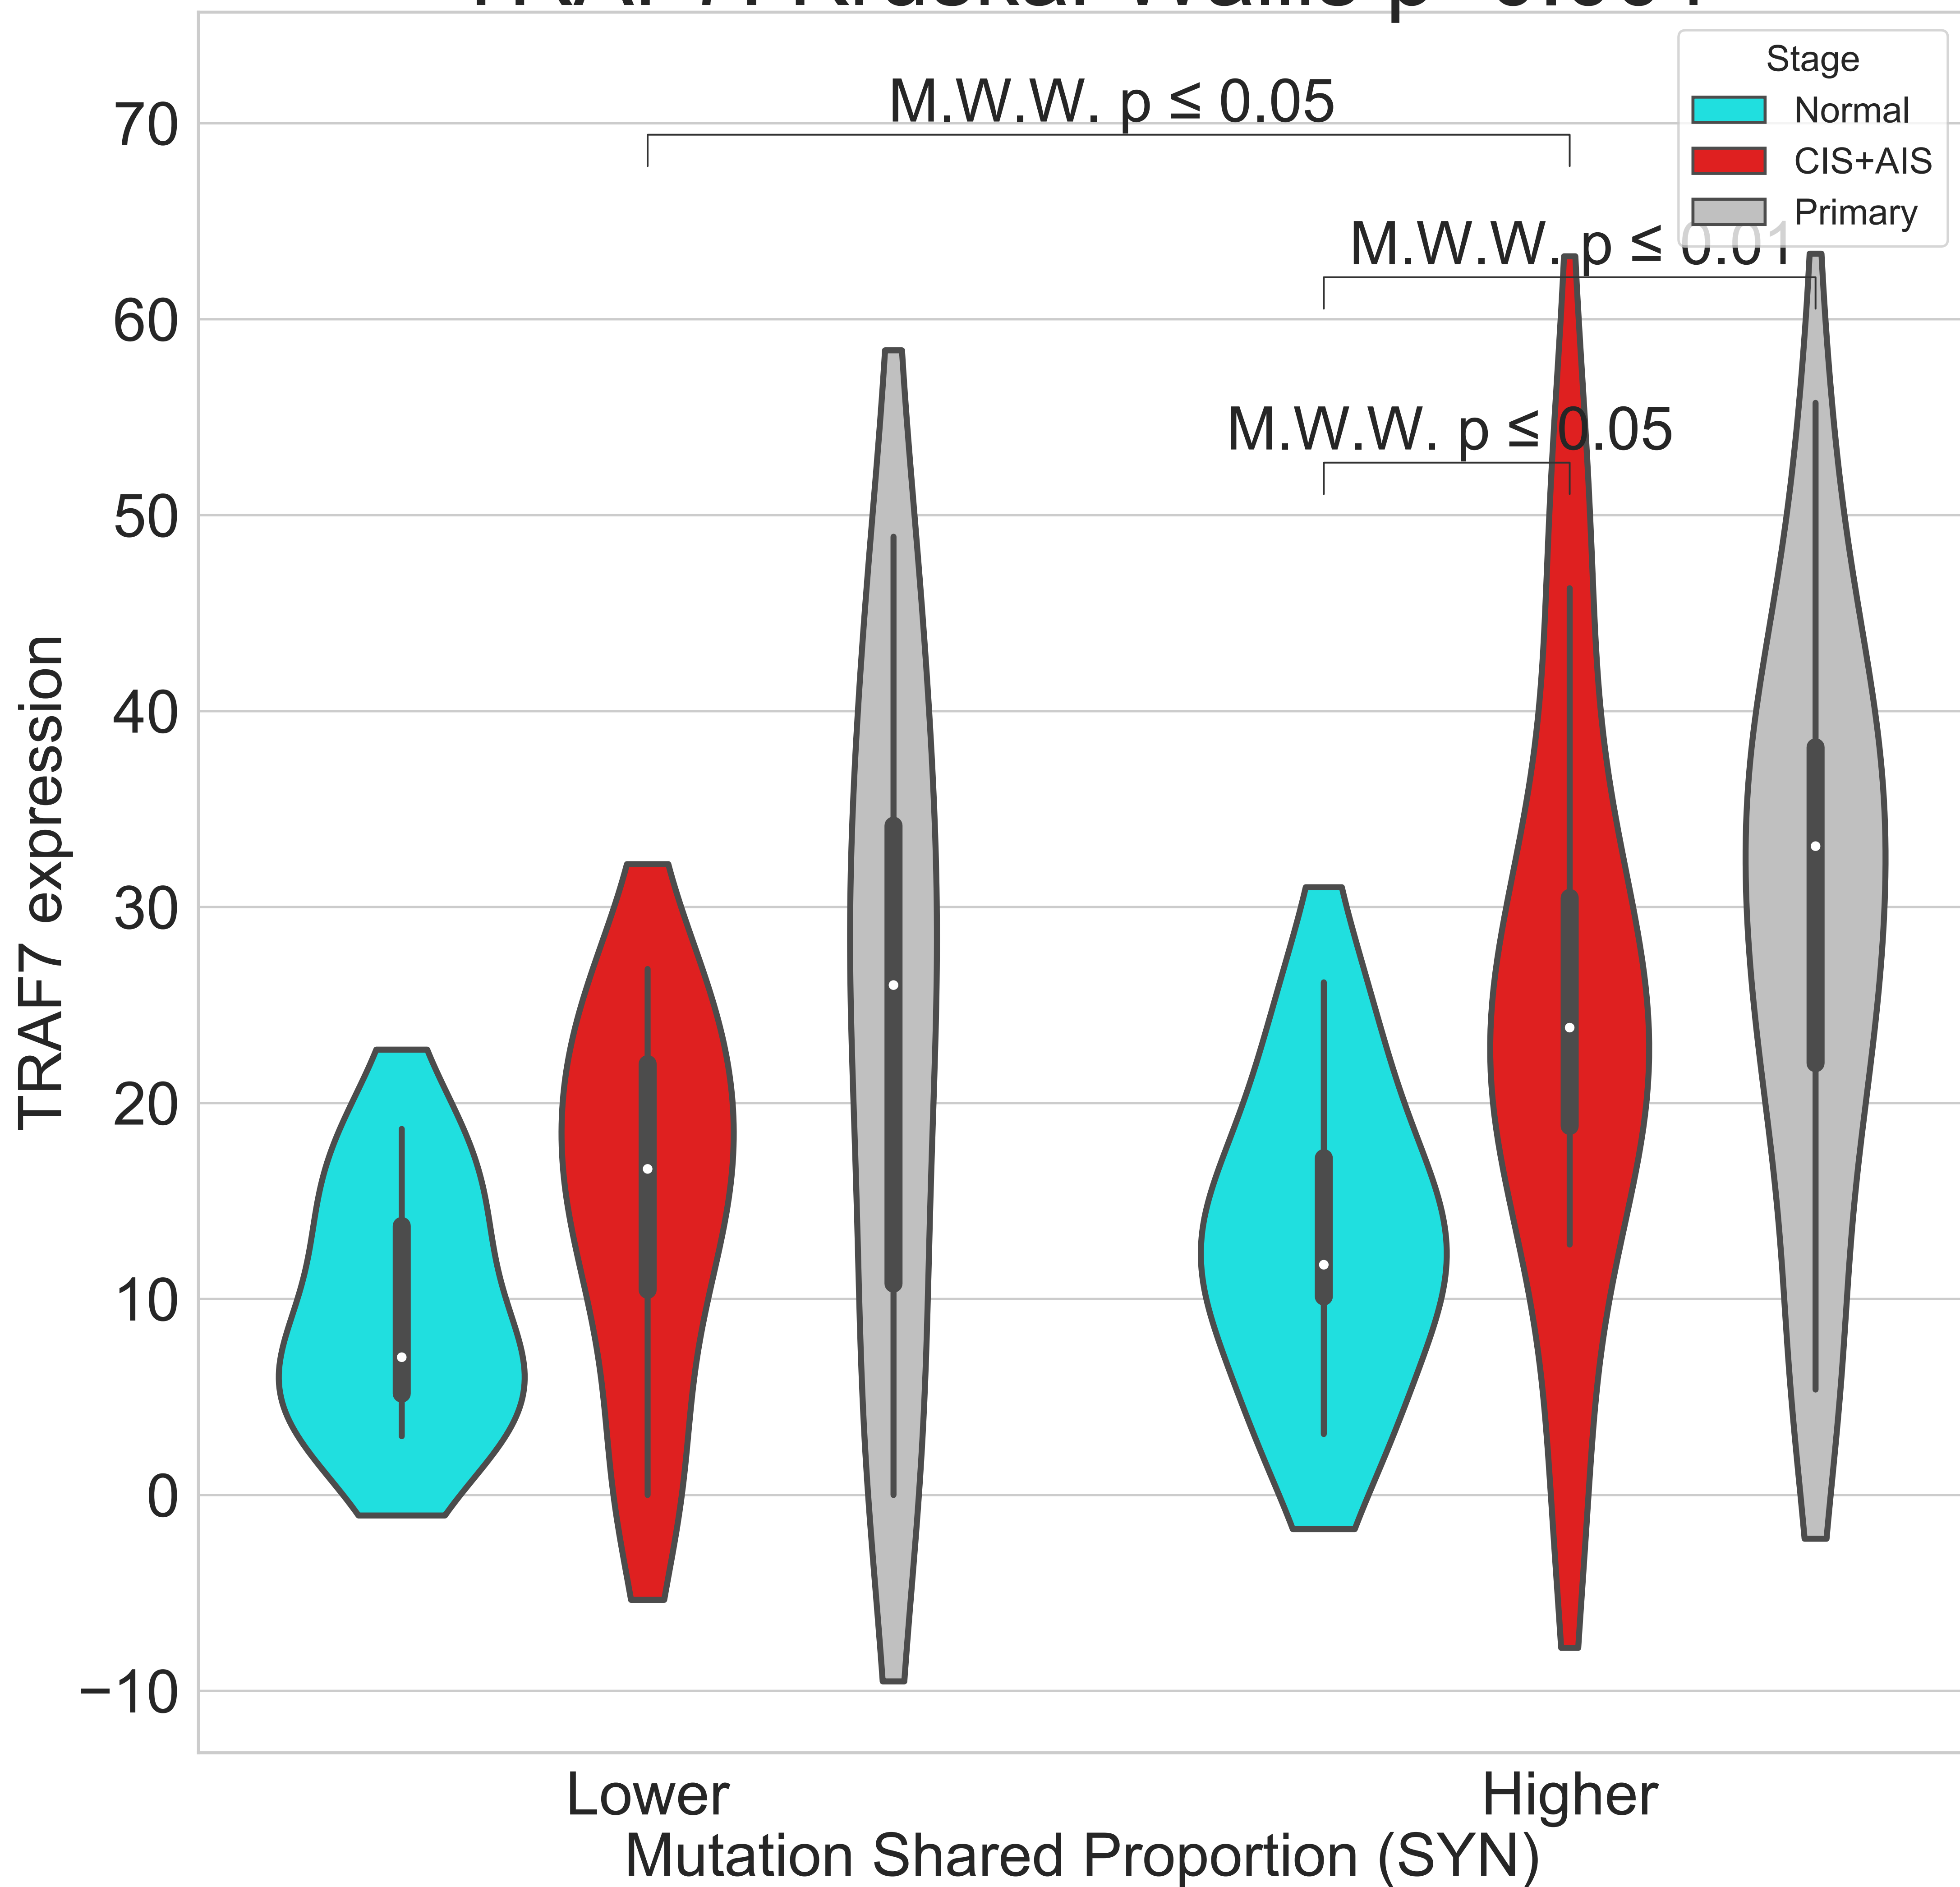 M.W.W. p ≤ 0.05
Stage
Normal
CIS+AIS
Primary
M.W.W. p ≤ 0.01
M.W.W. p ≤ 0.05
70
60
50
40
30
20
10
0
−10
TRAF7 expression
Lower
Higher
Mutation Shared Proportion (SYN)